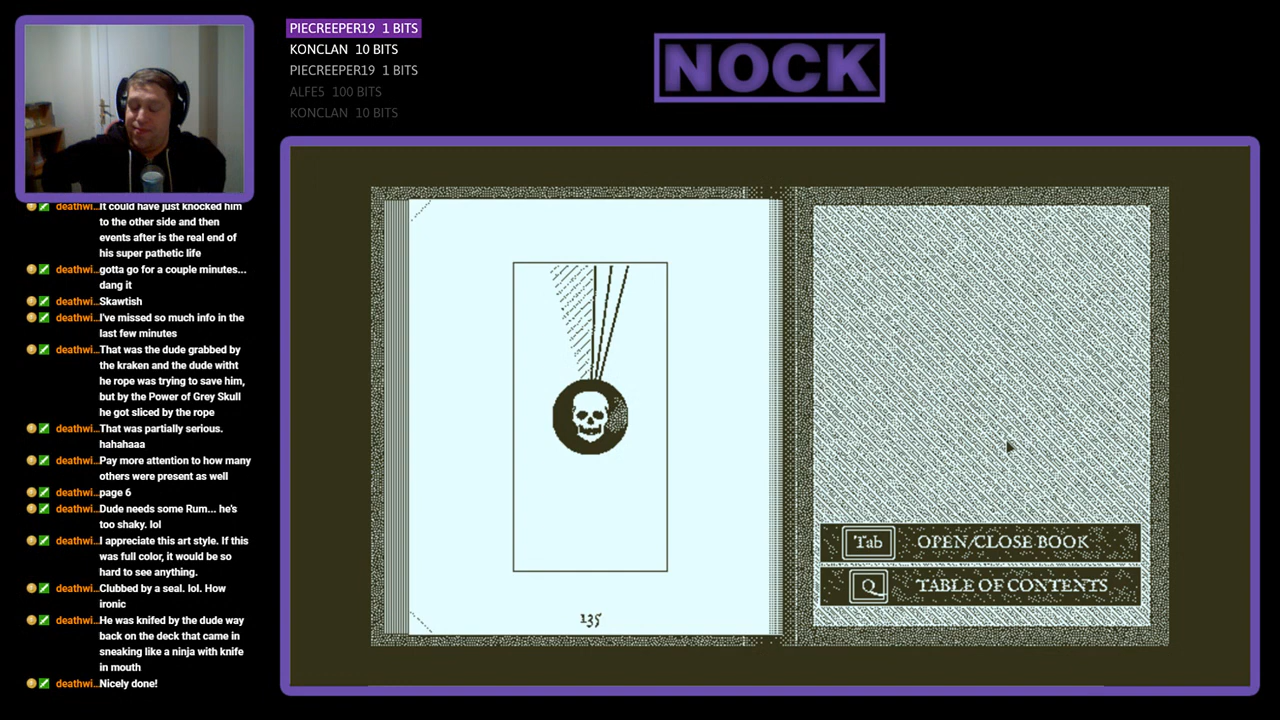 PIECREEPER19 1 BITS
KONCLAN 10 BITS
PIECREEPER19 1 BITS
ALFE5 100 BITS
KONCLAN 10 BITS
NOCK
deathwi... It could have just knocked him
to the other side and then
events after is the real end of
his super pathetic life
deathwi... gotta go for a couple minutes...
dang it
deathwi... Skawtish
deathwi... I've missed so much info in the
last few minutes
deathwi... That was the dude grabbed by
the kraken and the dude witht
he rope was trying to save him,
but by the Power of Grey Skull
he got sliced by the rope
deathwi... That was partially serious.
hahahaaa
deathwi... Pay more attention to how many
others were present as well
deathwi... page 6
deathwi... Dude needs some Rum... he's
too shaky. lol
deathwi... I appreciate this art style. If this
was full color, it would be so
hard to see anything.
deathwi... Clubbed by a seal. lol. How
ironic
deathwi... He was knifed by the dude way
back on the deck that came in
sneaking like a ninja with knife
in mouth
deathwi... Nicely done!
135
Tab OPEN/CLOSE BOOK
Q TABLE OF CONTENTS